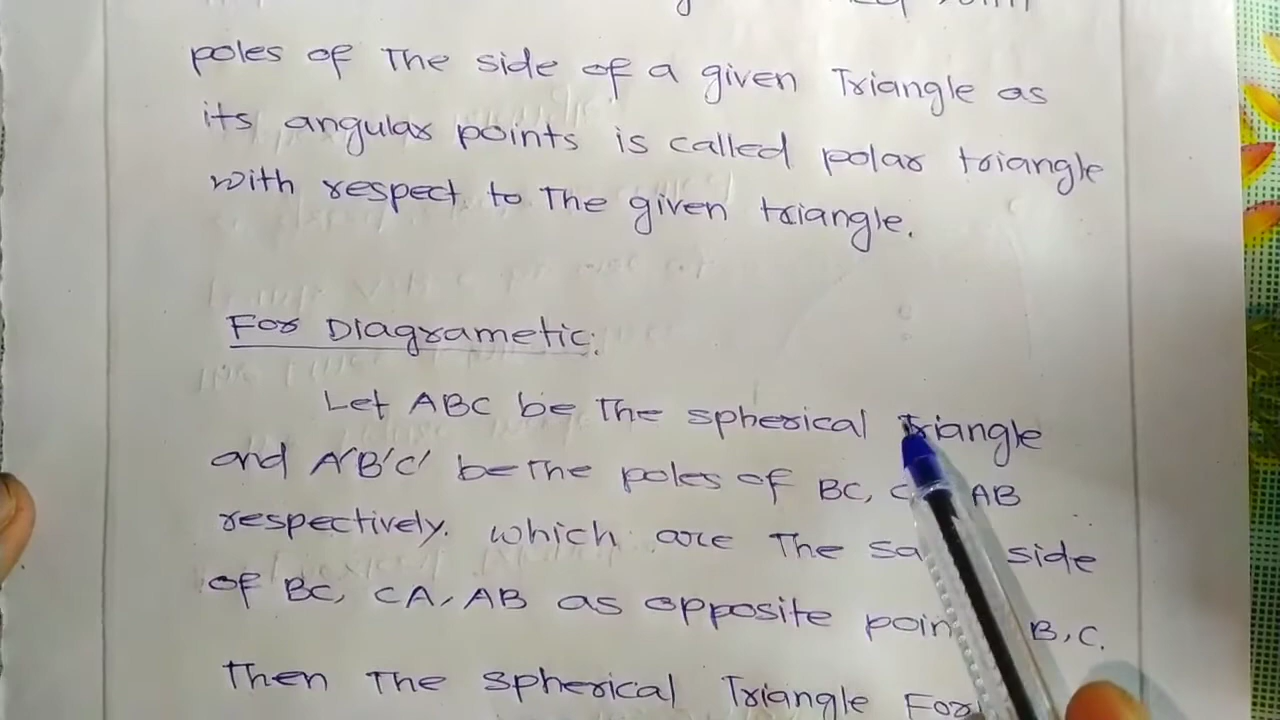 poles of The side of a given Triangle as
its angular points is called polar triangle
with respect to The given triangle.
For Diagrametic:
Let ABC be The spherical Triangle
and A'B'C' be The poles of BC, AB
respectively. which are The side
of BC, CA, AB as opposite B, C.
Then The spherical Triangle